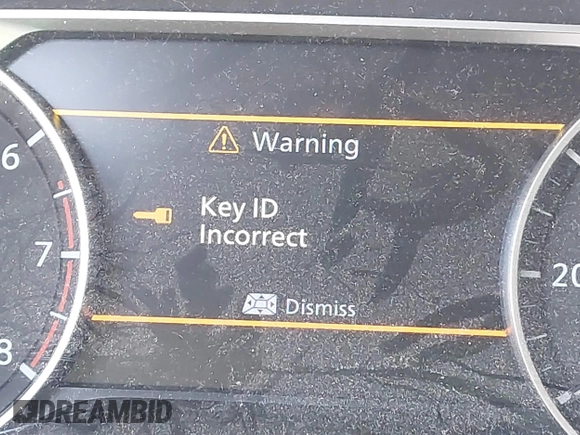 Warning
6
Key ID
Incorrect
7
20
Dismiss
8
DREAMBID